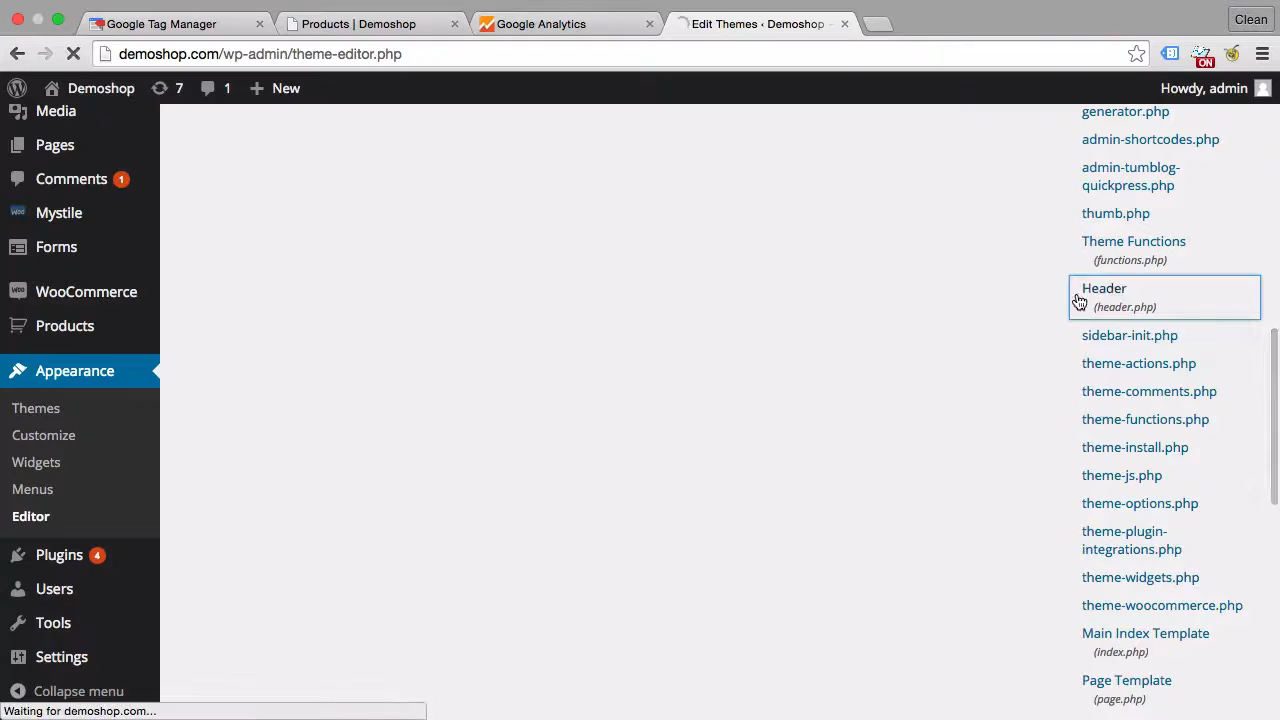 Google Tag Manager
Products | Demoshop
Google Analytics
Edit Themes ‹ Demoshop
Clean
demoshop.com/wp-admin/theme-editor.php
ON
Demoshop
7
1
New
Howdy, admin
Media
Pages
Comments 1
Woo Mystile
Forms
Woo WooCommerce
Products
Appearance
Themes
Customize
Widgets
Menus
Editor
Plugins 4
Users
Tools
Settings
Collapse menu
generator.php
admin-shortcodes.php
admin-tumblog-
quickpress.php
thumb.php
Theme Functions
(functions.php)
Header
(header.php)
sidebar-init.php
theme-actions.php
theme-comments.php
theme-functions.php
theme-install.php
theme-js.php
theme-options.php
theme-plugin-
integrations.php
theme-widgets.php
theme-woocommerce.php
Main Index Template
(index.php)
Page Template
(page.php)
Waiting for demoshop.com...